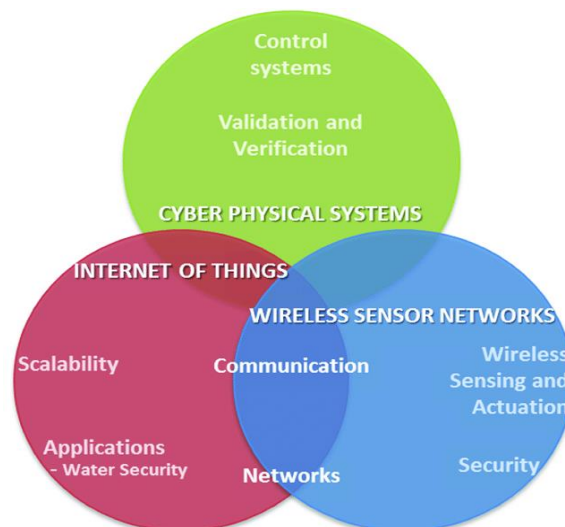 Control
systems
Validation and
Verification
CYBER PHYSICAL SYSTEMS
INTERNET OF THINGS
WIRELESS SENSOR NETWORKS
Scalability
Communication
Wireless
Sensing and
Actuation
Applications
- Water Security
Networks
Security